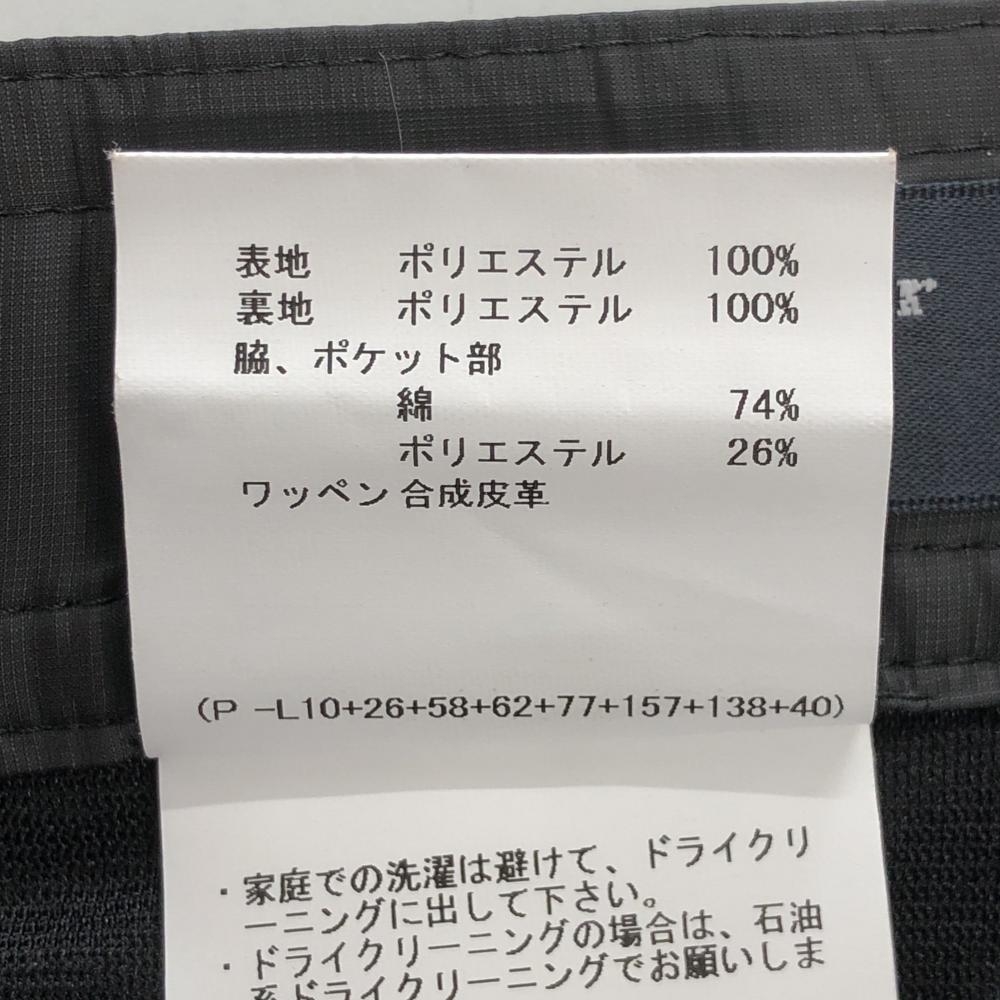 表地 ポリエステル 100%
裏地 ポリエステル 100%
脇、ポケット部
綿 74%
ポリエステル 26%
ワッペン 合成皮革
(P -L10+26+58+62+77+157+138+40)
・家庭での洗濯は避けて、ドライクリ
ーニングに出して下さい。
・ドライクリーニングの場合は、石油
系ドライクリーニングでお願いしま